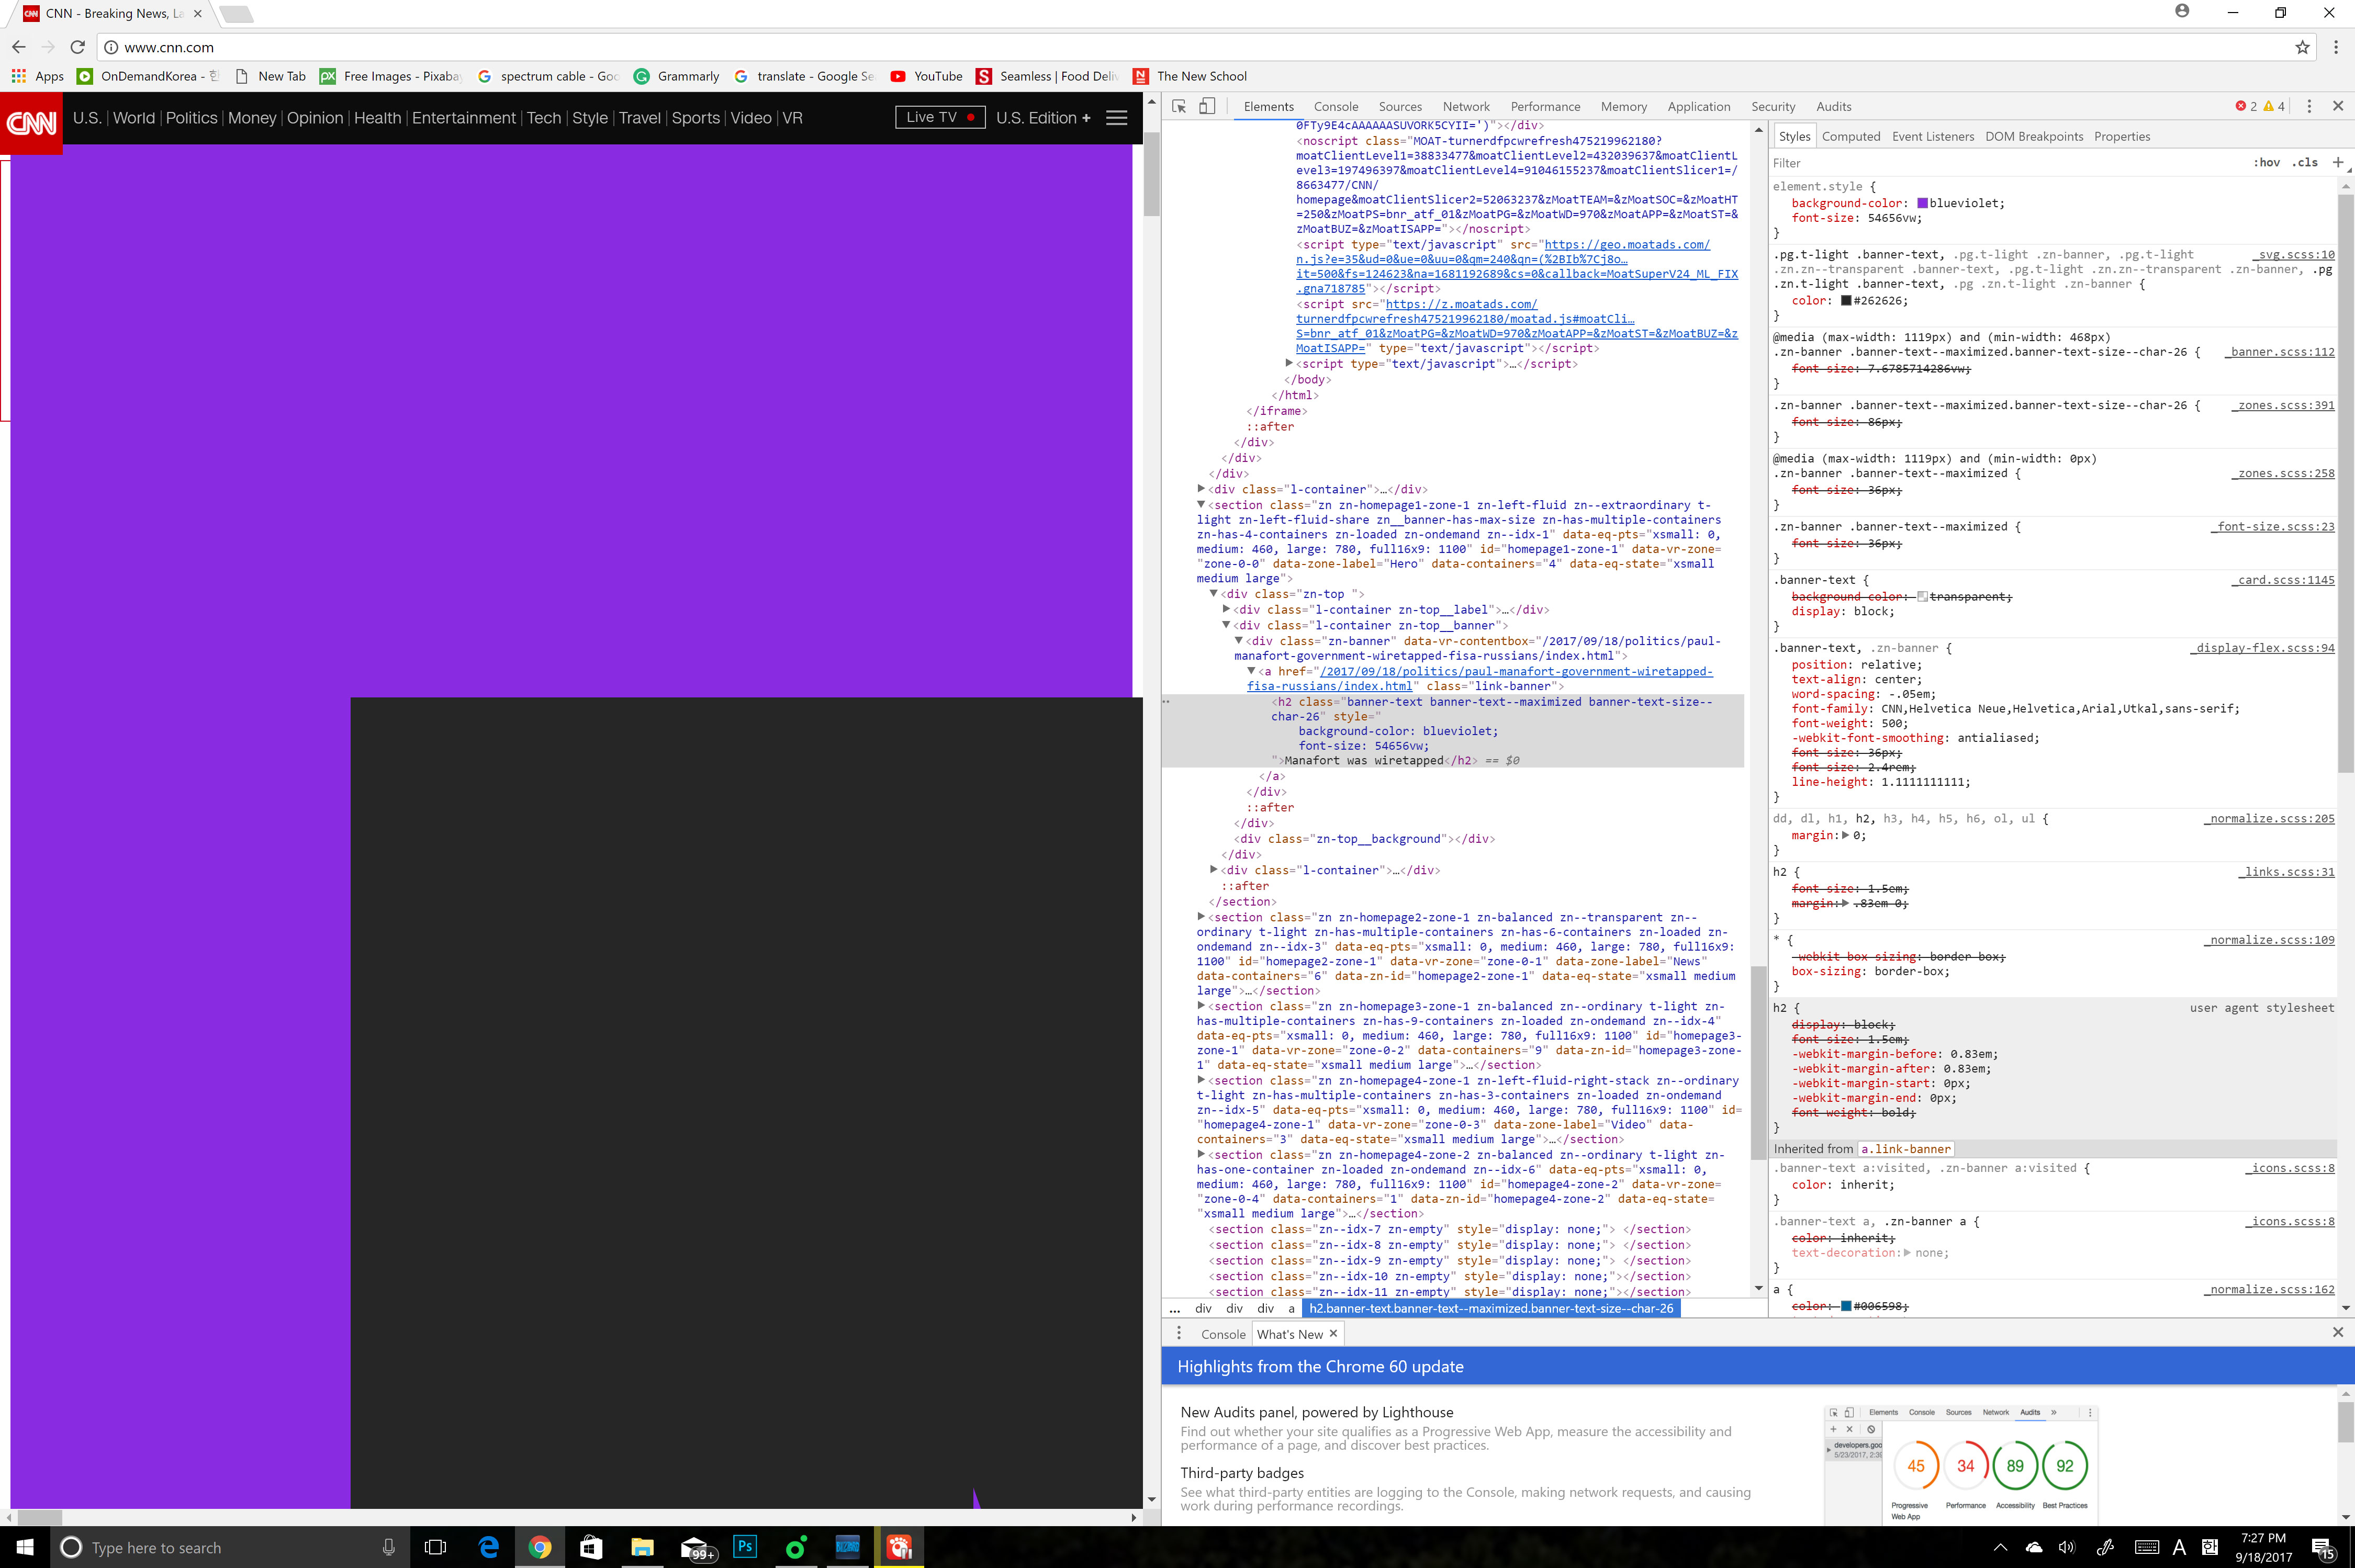 CNN - Breaking News, La
www.cnn.com
Apps OnDemandKorea - 한 New Tab Free Images - Pixaba spectrum cable - Goo Grammarly translate - Google Se YouTube Seamless | Food Deliv The New School
CNN U.S. World Politics Money Opinion Health Entertainment Tech Style Travel Sports Video VR Live TV U.S. Edition +
Elements Console Sources Network Performance Memory Application Security Audits 2 4
0FTy9E4cAAAAAASUVORK5CYII=')"></div>
<noscript class="MOAT-turnerdfpcwrefresh475219962180?
moatClientLevel1=38833477&moatClientLevel2=432039637&moatClientL
evel3=197496397&moatClientLevel4=91046155237&moatClientSlicer1=/
8663477/CNN/
homepage&moatClientSlicer2=52063237&zMoatTEAM=&zMoatSOC=&zMoatHT
=250&zMoatPS=bnr_atf_01&zMoatPG=&zMoatWD=970&zMoatAPP=&zMoatST=&
zMoatBUZ=&zMoatISAPP="></noscript>
<script type="text/javascript" src="https://geo.moatads.com/
n.js?e=35&ud=0&ue=0&uu=0&qm=240&qn=(%2BIb%7Cj8o…
it=500&fs=124623&na=1681192689&cs=0&callback=MoatSuperV24_ML_FIX
.gna718785"></script>
<script src="https://z.moatads.com/
turnerdfpcwrefresh475219962180/moatad.js#moatCli…
S=bnr_atf_01&zMoatPG=&zMoatWD=970&zMoatAPP=&zMoatST=&zMoatBUZ=&z
MoatISAPP=" type="text/javascript"></script>
<script type="text/javascript">…</script>
</body>
</html>
</iframe>
::after
</div>
</div>
</div>
<div class="l-container">…</div>
<section class="zn zn-homepage1-zone-1 zn-left-fluid zn--extraordinary t-
light zn-left-fluid-share zn__banner-has-max-size zn-has-multiple-containers
zn-has-4-containers zn-loaded zn-ondemand zn--idx-1" data-eq-pts="xsmall: 0,
medium: 460, large: 780, full16x9: 1100" id="homepage1-zone-1" data-vr-zone=
"zone-0-0" data-zone-label="Hero" data-containers="4" data-eq-state="xsmall
medium large">
<div class="zn-top ">
<div class="l-container zn-top__label">…</div>
<div class="l-container zn-top__banner">
<div class="zn-banner" data-vr-contentbox="/2017/09/18/politics/paul-
manafort-government-wiretapped-fisa-russians/index.html">
<a href="/2017/09/18/politics/paul-manafort-government-wiretapped-
fisa-russians/index.html" class="link-banner">
<h2 class="banner-text banner-text--maximized banner-text-size--
char-26" style="
background-color: blueviolet;
font-size: 54656vw;
">Manafort was wiretapped</h2> == $0
</a>
</div>
::after
</div>
<div class="zn-top__background"></div>
</div>
<div class="l-container">…</div>
::after
</section>
<section class="zn zn-homepage2-zone-1 zn-balanced zn--transparent zn--
ordinary t-light zn-has-multiple-containers zn-has-6-containers zn-loaded zn-
ondemand zn--idx-3" data-eq-pts="xsmall: 0, medium: 460, large: 780, full16x9:
1100" id="homepage2-zone-1" data-vr-zone="zone-0-1" data-zone-label="News"
data-containers="6" data-zn-id="homepage2-zone-1" data-eq-state="xsmall medium
large">…</section>
<section class="zn zn-homepage3-zone-1 zn-balanced zn--ordinary t-light zn-
has-multiple-containers zn-has-9-containers zn-loaded zn-ondemand zn--idx-4"
data-eq-pts="xsmall: 0, medium: 460, large: 780, full16x9: 1100" id="homepage3-
zone-1" data-vr-zone="zone-0-2" data-containers="9" data-zn-id="homepage3-zone-
1" data-eq-state="xsmall medium large">…</section>
<section class="zn zn-homepage4-zone-1 zn-left-fluid-right-stack zn--ordinary
t-light zn-has-multiple-containers zn-has-3-containers zn-loaded zn-ondemand
zn--idx-5" data-eq-pts="xsmall: 0, medium: 460, large: 780, full16x9: 1100" id=
"homepage4-zone-1" data-vr-zone="zone-0-3" data-zone-label="Video" data-
containers="3" data-eq-state="xsmall medium large">…</section>
<section class="zn zn-homepage4-zone-2 zn-balanced zn--ordinary t-light zn-
has-one-container zn-loaded zn-ondemand zn--idx-6" data-eq-pts="xsmall: 0,
medium: 460, large: 780, full16x9: 1100" id="homepage4-zone-2" data-vr-zone=
"zone-0-4" data-containers="1" data-zn-id="homepage4-zone-2" data-eq-state=
"xsmall medium large">…</section>
<section class="zn--idx-7 zn-empty" style="display: none;"> </section>
<section class="zn--idx-8 zn-empty" style="display: none;"> </section>
<section class="zn--idx-9 zn-empty" style="display: none;"> </section>
<section class="zn--idx-10 zn-empty" style="display: none;"></section>
<section class="zn--idx-11 zn-empty" style="display: none;"></section>
... div div div a h2.banner-text.banner-text--maximized.banner-text-size--char-26
Styles Computed Event Listeners DOM Breakpoints Properties
Filter :hov .cls +
element.style {
background-color: blueviolet;
font-size: 54656vw;
}
.pg.t-light .banner-text, .pg.t-light .zn-banner, .pg.t-light _svg.scss:10
.zn.zn--transparent .banner-text, .pg.t-light .zn.zn--transparent .zn-banner, .pg
.zn.t-light .banner-text, .pg .zn.t-light .zn-banner {
color: #262626;
}
@media (max-width: 1119px) and (min-width: 468px)
.zn-banner .banner-text--maximized.banner-text-size--char-26 { _banner.scss:112
font-size: 7.6785714286vw;
}
.zn-banner .banner-text--maximized.banner-text-size--char-26 { _zones.scss:391
font-size: 86px;
}
@media (max-width: 1119px) and (min-width: 0px)
.zn-banner .banner-text--maximized { _zones.scss:258
font-size: 36px;
}
.zn-banner .banner-text--maximized { _font-size.scss:23
font-size: 36px;
}
.banner-text { _card.scss:1145
background-color: transparent;
display: block;
}
.banner-text, .zn-banner { _display-flex.scss:94
position: relative;
text-align: center;
word-spacing: -.05em;
font-family: CNN,Helvetica Neue,Helvetica,Arial,Utkal,sans-serif;
font-weight: 500;
-webkit-font-smoothing: antialiased;
font-size: 36px;
font-size: 2.4rem;
line-height: 1.1111111111;
}
dd, dl, h1, h2, h3, h4, h5, h6, ol, ul { _normalize.scss:205
margin: 0;
}
h2 { _links.scss:31
font-size: 1.5em;
margin: .83em 0;
}
* { _normalize.scss:109
-webkit-box-sizing: border-box;
box-sizing: border-box;
}
h2 { user agent stylesheet
display: block;
font-size: 1.5em;
-webkit-margin-before: 0.83em;
-webkit-margin-after: 0.83em;
-webkit-margin-start: 0px;
-webkit-margin-end: 0px;
font-weight: bold;
}
Inherited from a.link-banner
.banner-text a:visited, .zn-banner a:visited { _icons.scss:8
color: inherit;
}
.banner-text a, .zn-banner a { _icons.scss:8
color: inherit;
text-decoration: none;
}
a { _normalize.scss:162
color: #006598;
Console What's New
Highlights from the Chrome 60 update
New Audits panel, powered by Lighthouse
Find out whether your site qualifies as a Progressive Web App, measure the accessibility and
performance of a page, and discover best practices.
Third-party badges
See what third-party entities are logging to the Console, making network requests, and causing
work during performance recordings.
Elements Console Sources Network Audits »
developers.goo
5/23/2017, 2:3
45 34 89 92
Progressive Performance Accessibility Best Practices
Web App
Type here to search 99+ Ps A 한 7:27 PM
9/18/2017 15